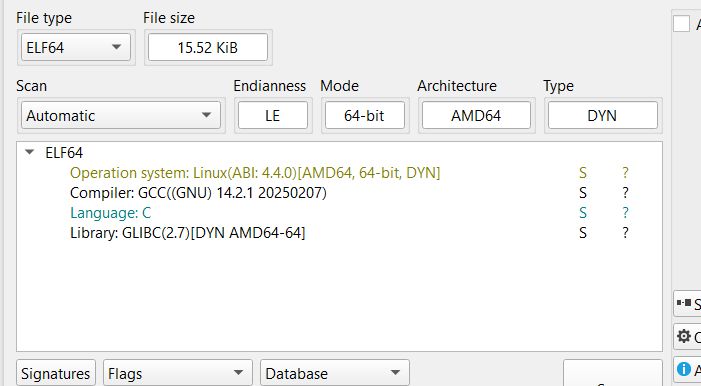 File type File size
ELF64 15.52 KiB
Scan Endianness Mode Architecture Type
Automatic LE 64-bit AMD64 DYN
ELF64
Operation system: Linux(ABI: 4.4.0)[AMD64, 64-bit, DYN] S ?
Compiler: GCC((GNU) 14.2.1 20250207) S ?
Language: C S ?
Library: GLIBC(2.7)[DYN AMD64-64] S ?
Signatures Flags Database